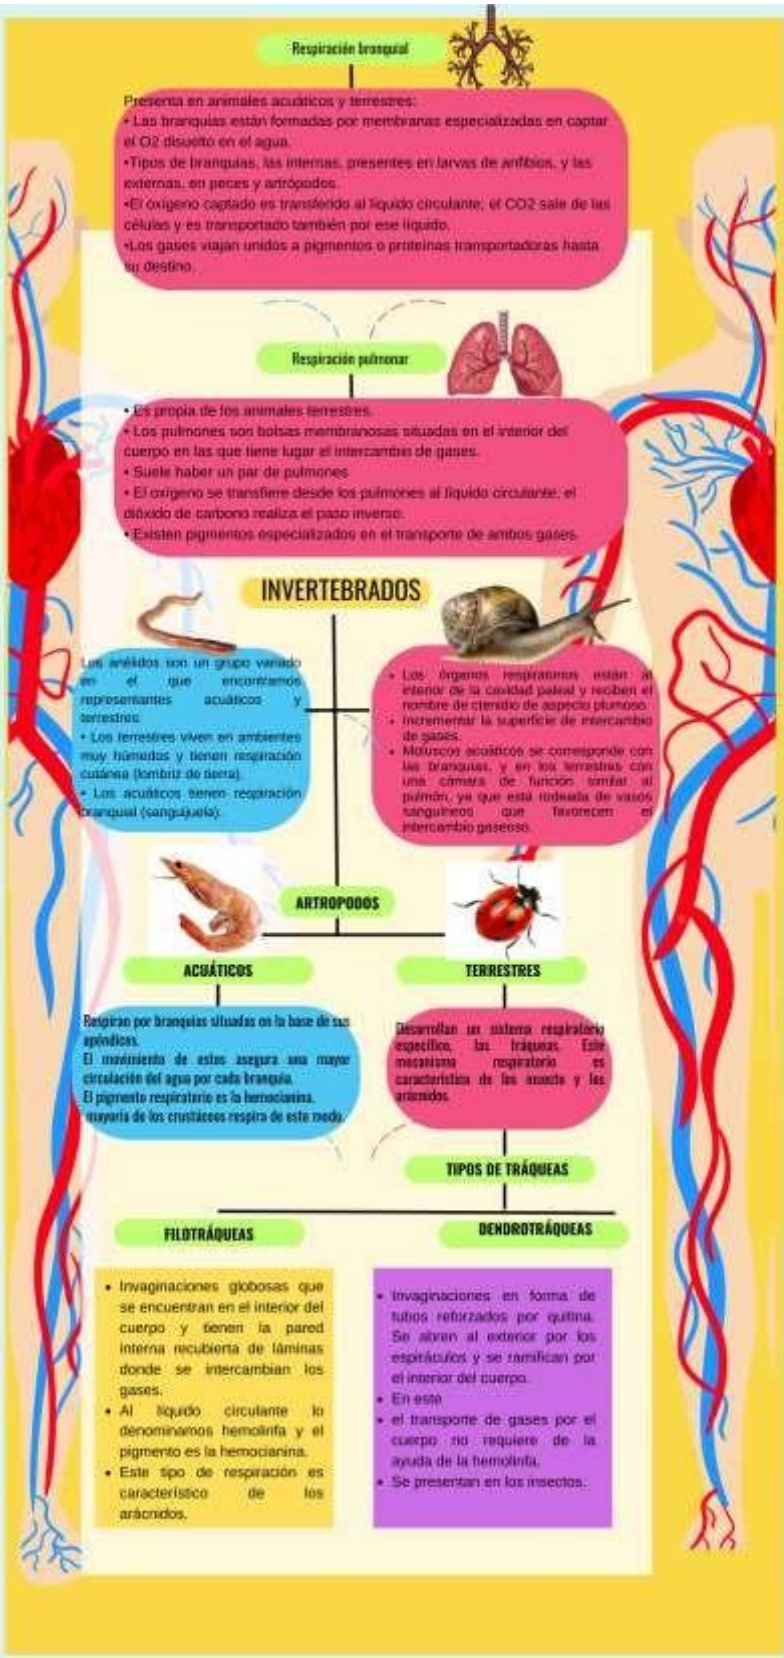 Respiración bronquial
Presenta en animales acuáticos y terrestres:
• Las branquias están formadas por membranas especializadas en captar
el O2 disuelto en el agua.
•Tipos de branquias, las internas, presentes en larvas de anfibios, y las
externas, en peces y artrópodos.
•El oxígeno captado es transferido al líquido circulante; el CO2 sale de las
células y es transportado también por ese líquido.
•Los gases viajan unidos a pigmentos o proteínas transportadoras hasta
su destino.
Respiración pulmonar
• Es propia de los animales terrestres.
• Los pulmones son bolsas membranosas situadas en el interior del
cuerpo en las que tiene lugar el intercambio de gases.
• Suele haber un par de pulmones
• El oxígeno se transfiere desde los pulmones al líquido circulante; el
dióxido de carbono realiza el paso inverso.
• Existen pigmentos especializados en el transporte de ambos gases.
INVERTEBRADOS
Los anélidos son un grupo variado
en el que encontramos
representantes acuáticos y
terrestres.
• Los terrestres viven en ambientes
muy húmedos y tienen respiración
cutánea (lombriz de tierra).
• Los acuáticos tienen respiración
branquial (sanguijuela).
• Los órganos respiratorios están al
interior de la cavidad paleal y reciben el
nombre de ctenidio de aspecto plumoso.
• Incrementar la superficie de intercambio
de gases.
• Moluscos acuáticos se corresponde con
las branquias, y en los terrestres con
una cámara de función similar al
pulmón, ya que está rodeada de vasos
sanguíneos que favorecen el
intercambio gaseoso.
ARTROPODOS
ACUÁTICOS
TERRESTRES
Respiran por branquias situadas en la base de sus
apéndices.
El movimiento de estos asegura una mayor
circulación del agua por cada branquia.
El pigmento respiratorio es la hemocianina.
mayoría de los crustáceos respira de este modo.
Desarrollan un sistema respiratorio
específico, las tráqueas. Este
mecanismo respiratorio es
característico de los insecto y los
arácnidos.
TIPOS DE TRÁQUEAS
FILOTRÁQUEAS
DENDROTRÁQUEAS
• Invaginaciones globosas que
se encuentran en el interior del
cuerpo y tienen la pared
interna recubierta de láminas
donde se intercambian los
gases.
• Al líquido circulante lo
denominamos hemolinfa y el
pigmento es la hemocianina.
• Este tipo de respiración es
característico de los
arácnidos.
• Invaginaciones en forma de
tubos reforzados por quitina.
Se abren al exterior por los
espiráculos y se ramifican por
el interior del cuerpo.
• En este
• el transporte de gases por el
cuerpo no requiere de la
ayuda de la hemolinfa.
• Se presentan en los insectos.